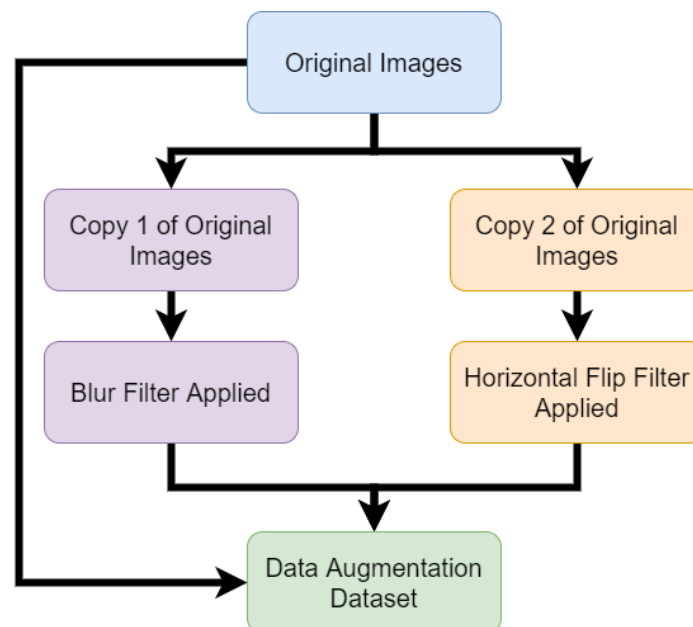 Original Images
Copy 1 of Original
Images
Copy 2 of Original
Images
Blur Filter Applied
Horizontal Flip Filter
Applied
Data Augmentation
Dataset